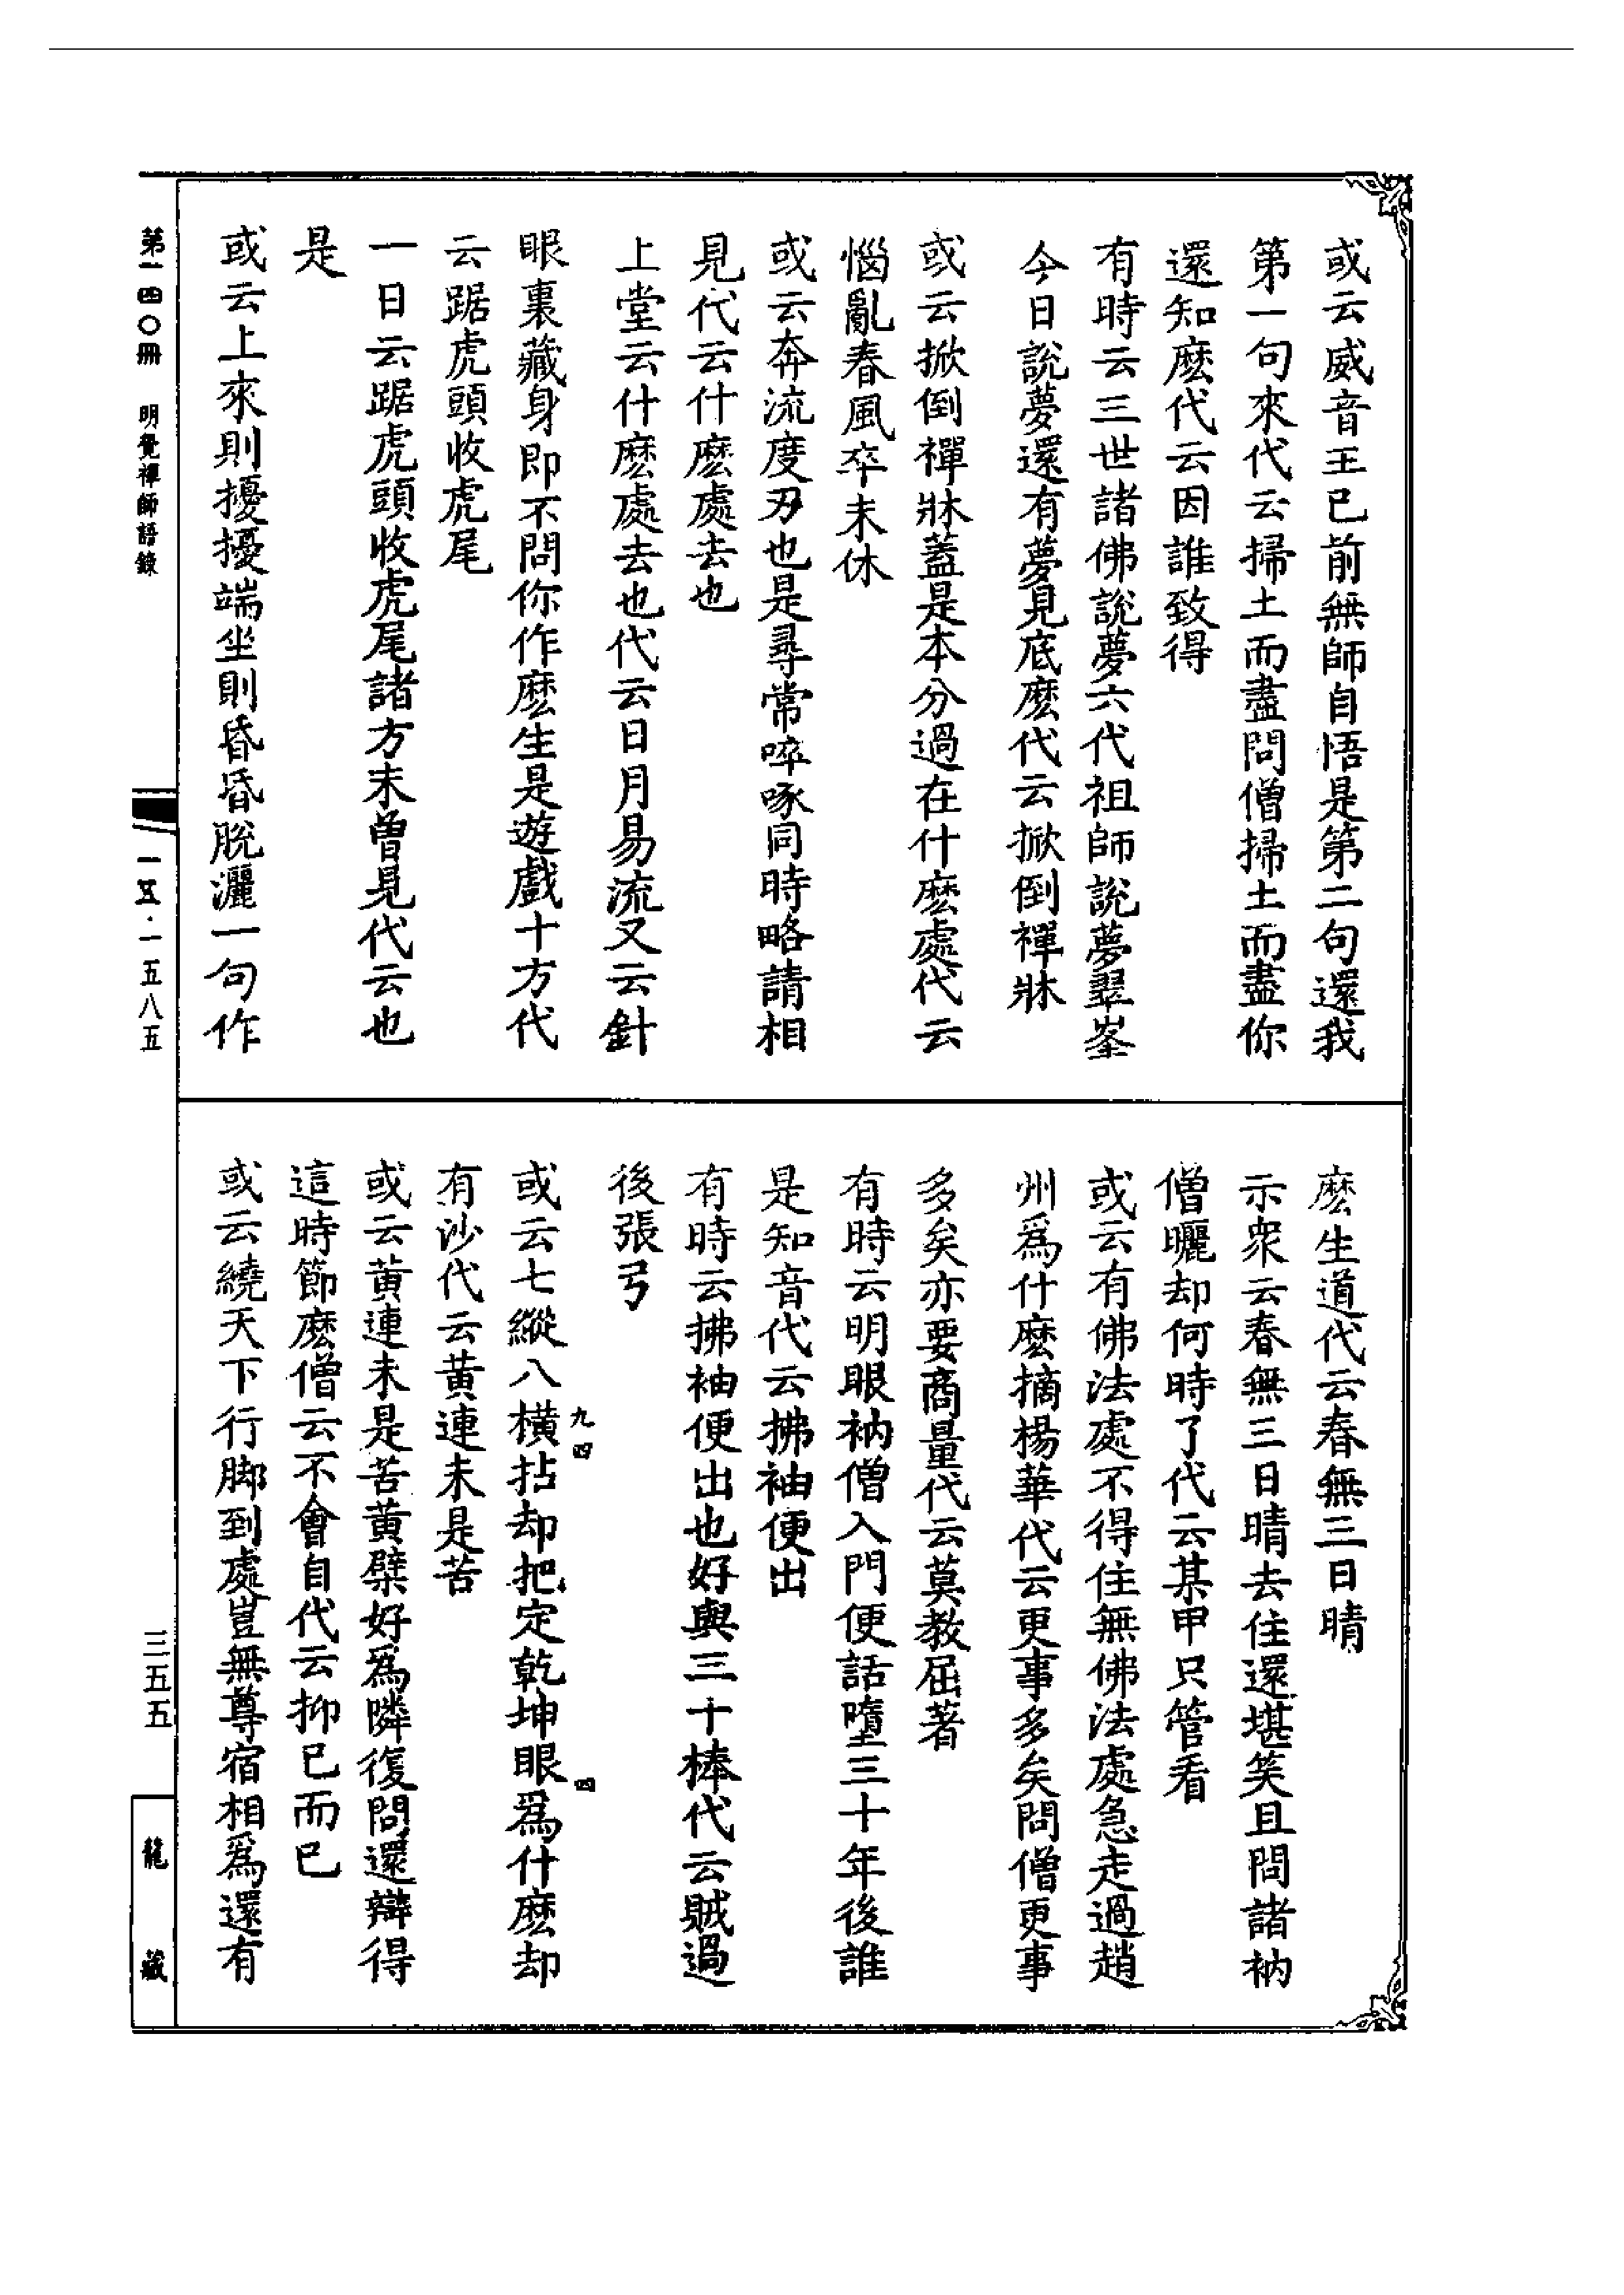 或云威音王已前無師自悟是第二句還我
第一句來代云掃土而盡問僧掃土而盡你
還知麽代云因誰致得
有時云三世諸佛說夢六代祖師說夢翠峯
今日說夢還有夢見底麽代云掀倒禪牀
或云掀倒禪牀蓋是本分過在什麽處代云
惱亂春風卒未休
或云奔流度刃也是尋常啐啄同時略請相
見代云什麽處去也
上堂云什麽處去也代云日月易流又云針
眼裏藏身即不問你作麽生是遊戲十方代
云踞虎頭收虎尾
一日云踞虎頭收虎尾諸方未曾見代云也
是
或云上來則擾擾端坐則昏昏脫灑一句作
麽生道代云春無三日晴
示衆云春無三日晴去住還堪笑且問諸衲
僧曬却何時了代云某甲只管看
或云有佛法處不得住無佛法處急走過趙
州爲什麽摘楊華代云更事多矣問僧更事
多矣亦要商量代云莫教屈著
有時云明眼衲僧入門便話墮三十年後誰
是知音代云拂袖便出
有時云拂袖便出也好與三十棒代云賊過
後張弓
或云七縱八橫拈却把定乾坤眼爲什麽却
有沙代云黄連未是苦
或云黄連未是苦黄檗好爲隣復問還辯得
這時節麽僧云不會自代云抑已而已
或云繞天下行脚到處豈無尊宿相爲還有
九四
四
第一四〇冊 明覺禪師語錄
一五五·一五八五
三五五
龍藏